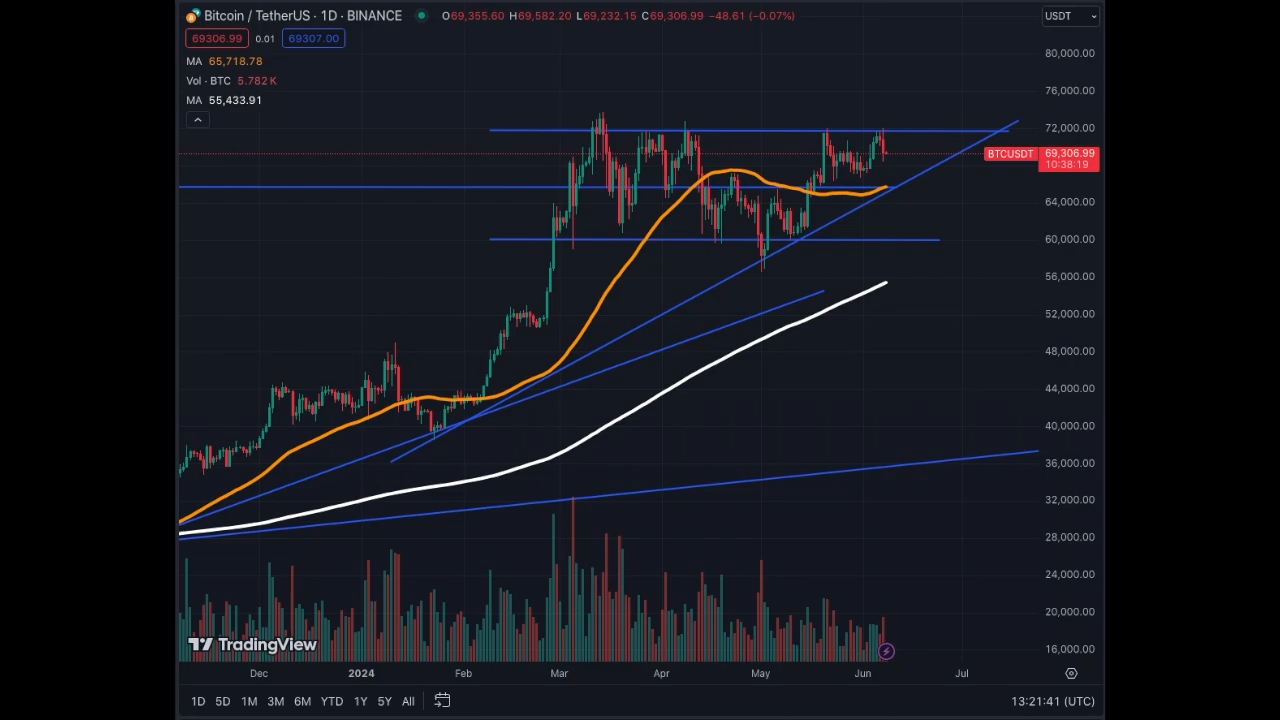 Bitcoin / TetherUS · 1D · BINANCE O69,355.60 H69,582.20 L69,232.15 C69,306.99 −48.61 (−0.07%)
USDT
69306.99 0.01 69307.00
MA 65,718.78
Vol · BTC 5.782 K
MA 55,433.91
80,000.00
76,000.00
72,000.00
BTCUSDT 69,306.99
10:38:19
64,000.00
60,000.00
56,000.00
52,000.00
48,000.00
44,000.00
40,000.00
36,000.00
32,000.00
28,000.00
24,000.00
20,000.00
16,000.00
TradingView
Dec 2024 Feb Mar Apr May Jun Jul
1D 5D 1M 3M 6M YTD 1Y 5Y All 13:21:41 (UTC)